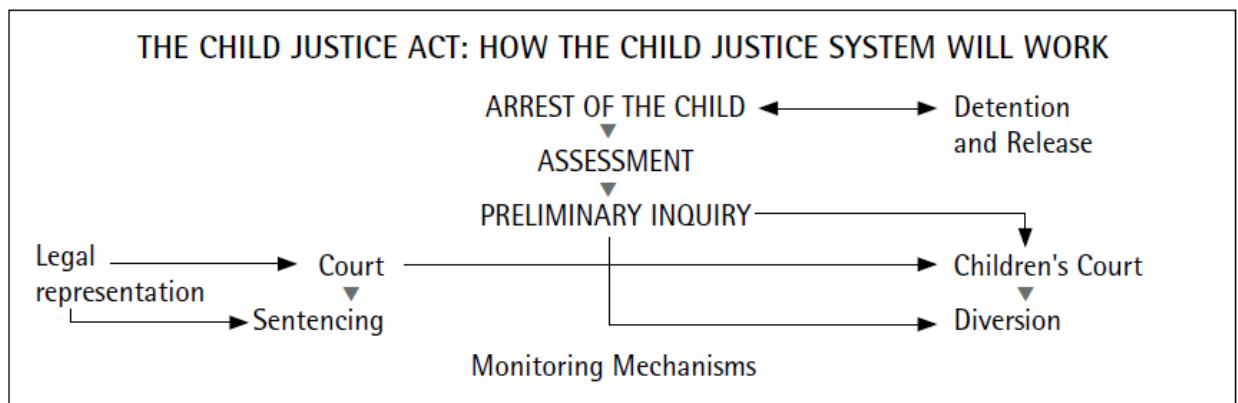 THE CHILD JUSTICE ACT: HOW THE CHILD JUSTICE SYSTEM WILL WORK
ARREST OF THE CHILD
Detention
and Release
ASSESSMENT
PRELIMINARY INQUIRY
Legal
representation
Court
Children's Court
Sentencing
Diversion
Monitoring Mechanisms